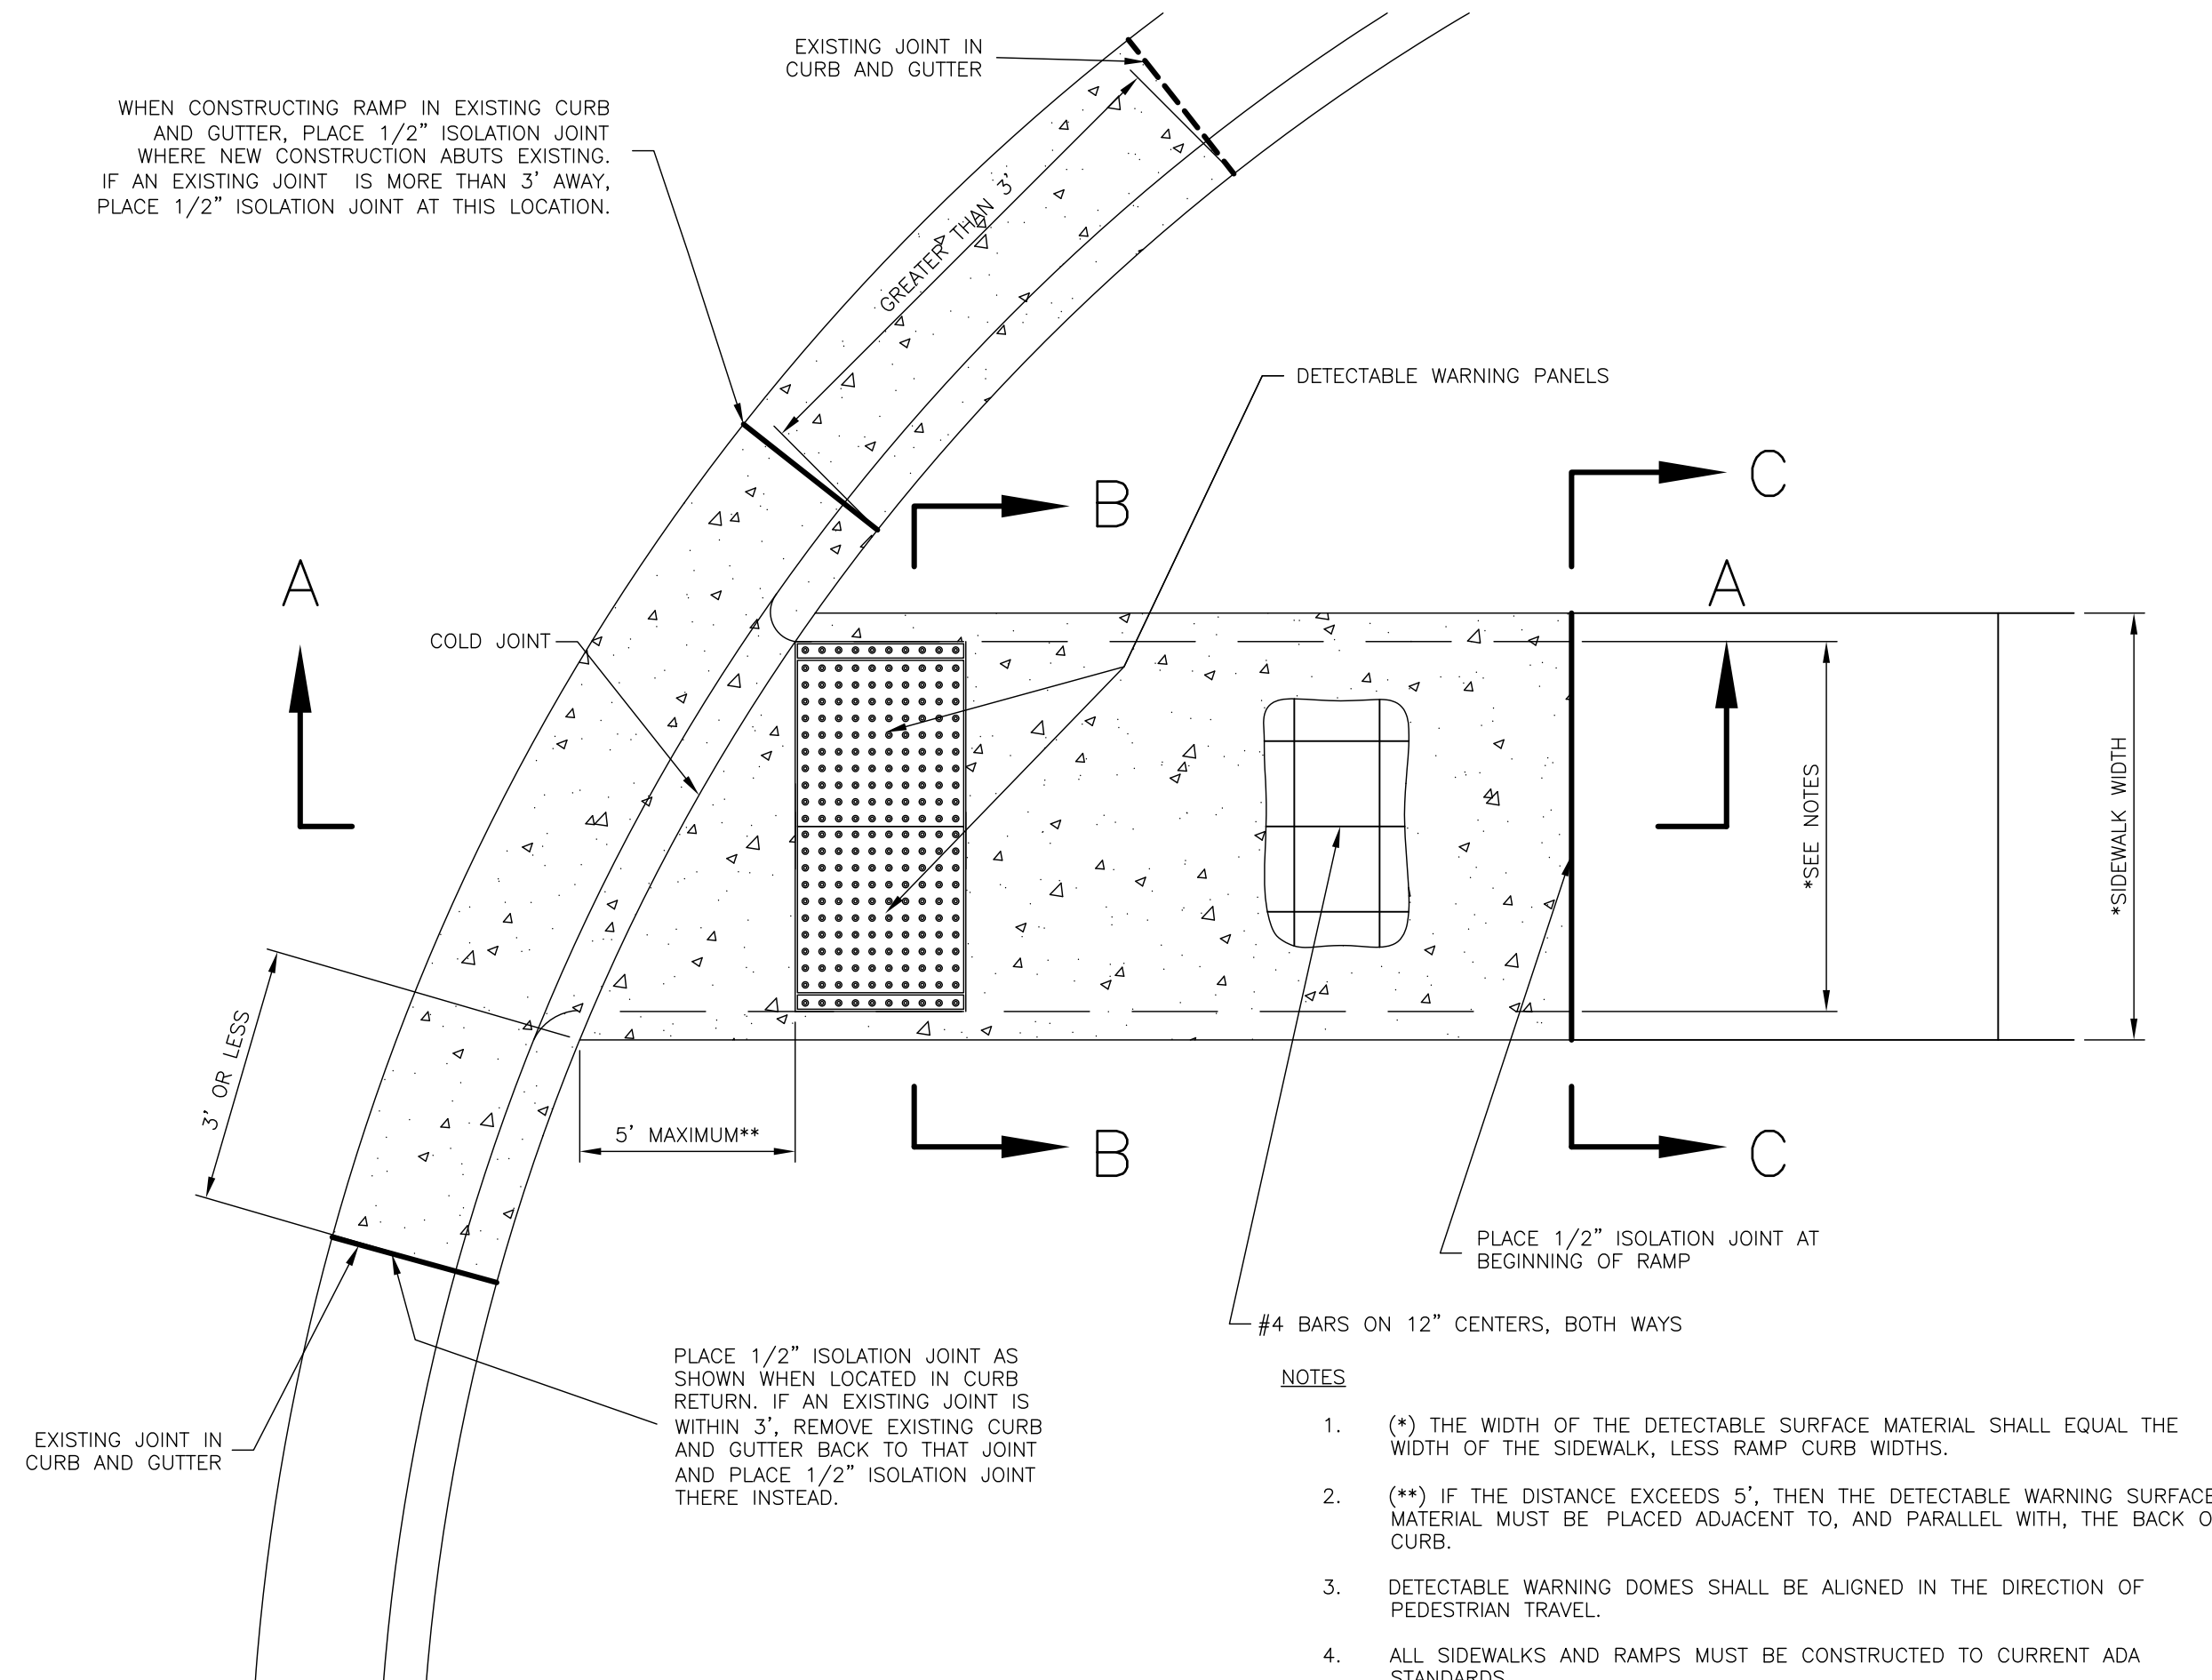 EXISTING JOINT IN
CURB AND GUTTER
WHEN CONSTRUCTING RAMP IN EXISTING CURB
AND GUTTER, PLACE 1/2" ISOLATION JOINT
WHERE NEW CONSTRUCTION ABUTS EXISTING.
IF AN EXISTING JOINT IS MORE THAN 3' AWAY,
PLACE 1/2" ISOLATION JOINT AT THIS LOCATION.
GREATER THAN 3'
DETECTABLE WARNING PANELS
B
C
A
A
COLD JOINT
*SEE NOTES
*SIDEWALK WIDTH
3' OR LESS
5' MAXIMUM**
B
C
PLACE 1/2" ISOLATION JOINT AT
BEGINNING OF RAMP
#4 BARS ON 12" CENTERS, BOTH WAYS
PLACE 1/2" ISOLATION JOINT AS
SHOWN WHEN LOCATED IN CURB
RETURN. IF AN EXISTING JOINT IS
WITHIN 3', REMOVE EXISTING CURB
AND GUTTER BACK TO THAT JOINT
AND PLACE 1/2" ISOLATION JOINT
THERE INSTEAD.
EXISTING JOINT IN
CURB AND GUTTER
NOTES
1. (*) THE WIDTH OF THE DETECTABLE SURFACE MATERIAL SHALL EQUAL THE
WIDTH OF THE SIDEWALK, LESS RAMP CURB WIDTHS.
2. (**) IF THE DISTANCE EXCEEDS 5', THEN THE DETECTABLE WARNING SURFACE
MATERIAL MUST BE PLACED ADJACENT TO, AND PARALLEL WITH, THE BACK
CURB.
3. DETECTABLE WARNING DOMES SHALL BE ALIGNED IN THE DIRECTION OF
PEDESTRIAN TRAVEL.
4. ALL SIDEWALKS AND RAMPS MUST BE CONSTRUCTED TO CURRENT ADA
STANDARDS